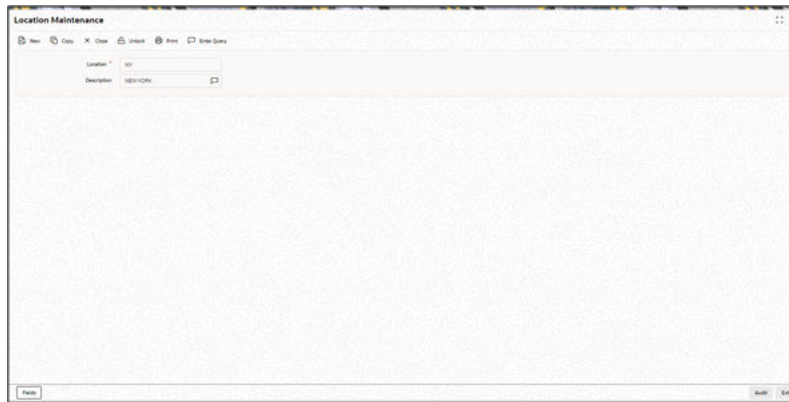 Location Maintenance
New Copy Close Unlock Print Enter Query
Location * NY
Description NEW YORK
Fields Audit